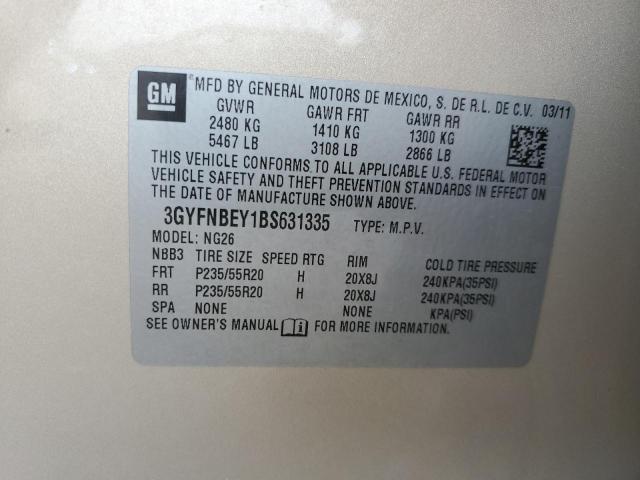 GM
®MFD BY GENERAL MOTORS DE MEXICO, S. DE R.L. DE C.V. 03/11
GVWR GAWR FRT GAWR RR
2480 KG 1410 KG 1300 KG
5467 LB 3108 LB 2866 LB
THIS VEHICLE CONFORMS TO ALL APPLICABLE U.S. FEDERAL MOTOR
VEHICLE SAFETY AND THEFT PREVENTION STANDARDS IN EFFECT ON
THE DATE OF MANUFACTURE SHOWN ABOVE.
3GYFNBEY1BS631335 TYPE: M.P.V.
MODEL: NG26
NBB3 TIRE SIZE SPEED RTG RIM COLD TIRE PRESSURE
FRT P235/55R20 H 20X8J 240KPA(35PSI)
RR P235/55R20 H 20X8J 240KPA(35PSI)
SPA NONE NONE KPA(PSI)
SEE OWNER'S MANUAL FOR MORE INFORMATION.